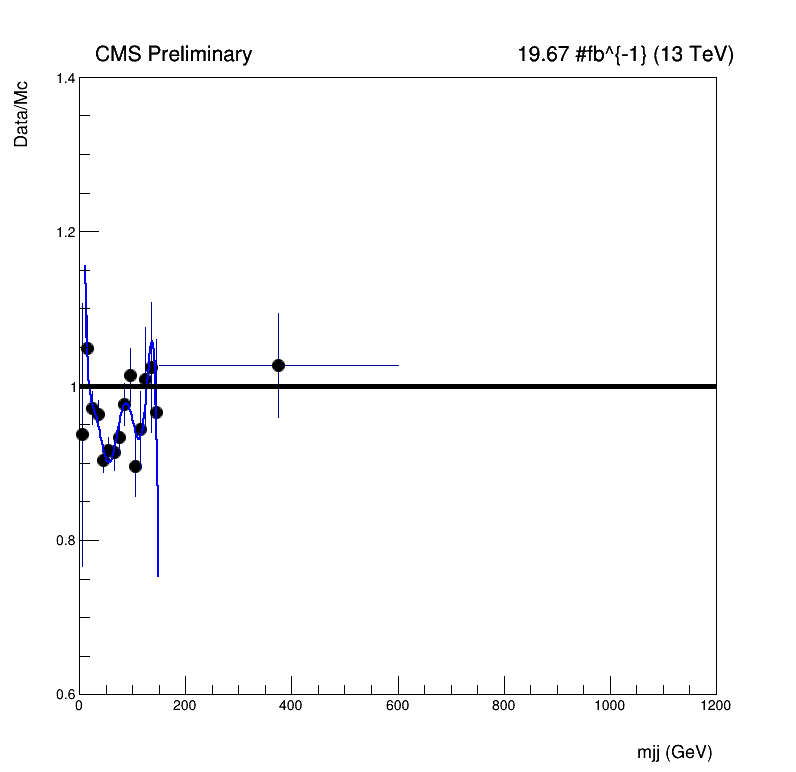 CMS Preliminary
19.67 #fb^{-1} (13 TeV)
Data/Mc
1.4
1.2
1
0.8
0.6
0 200 400 600 800 1000 1200
mjj (GeV)